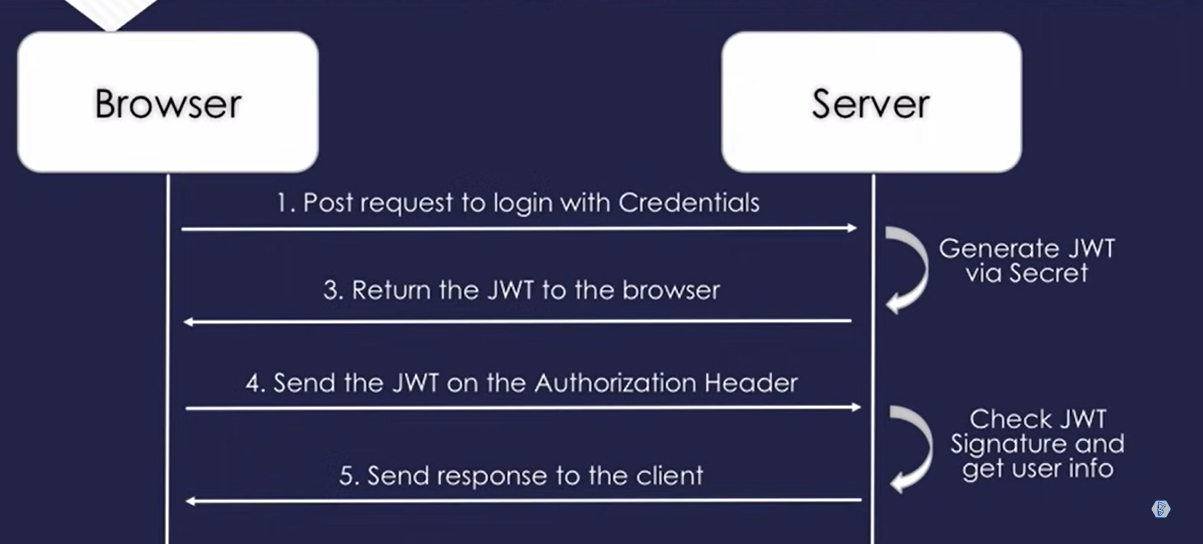 Browser
Server
1. Post request to login with Credentials
Generate JWT
via Secret
3. Return the JWT to the browser
4. Send the JWT on the Authorization Header
Check JWT
Signature and
get user info
5. Send response to the client